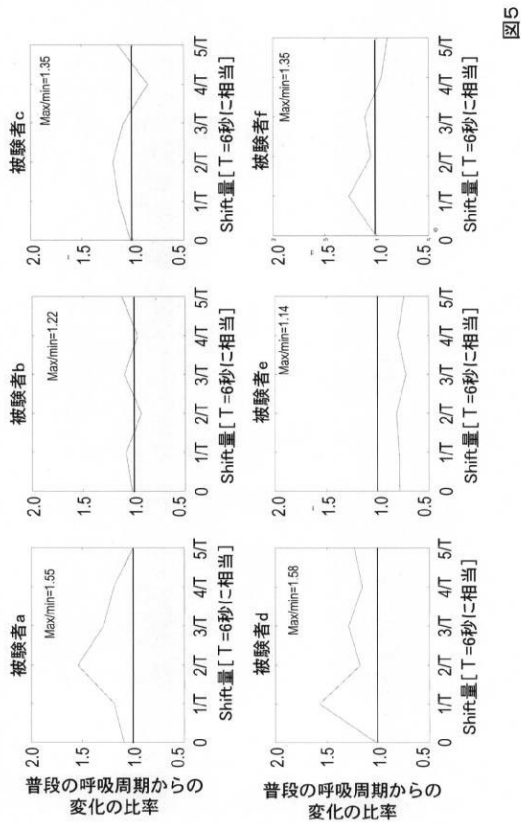 被験者a
Max/min=1.55
2.0
1.5
1.0
0.5
0 1/T 2/T 3/T 4/T 5/T
Shift量[T=6秒に相当]
普段の呼吸周期からの
変化の比率
被験者b
Max/min=1.22
2.0
1.5
1.0
0.5
0 1/T 2/T 3/T 4/T 5/T
Shift量[T=6秒に相当]
被験者c
Max/min=1.35
2.0
1.5
1.0
0.5
0 1/T 2/T 3/T 4/T 5/T
Shift量[T=6秒に相当]
被験者d
Max/min=1.58
2.0
1.5
1.0
0.5
0 1/T 2/T 3/T 4/T 5/T
Shift量[T=6秒に相当]
普段の呼吸周期からの
変化の比率
被験者e
Max/min=1.14
2.0
1.5
1.0
0.5
0 1/T 2/T 3/T 4/T 5/T
Shift量[T=6秒に相当]
被験者f
Max/min=1.35
2.0
1.5
1.0
0.5
0 1/T 2/T 3/T 4/T 5/T
Shift量[T=6秒に相当]
図5